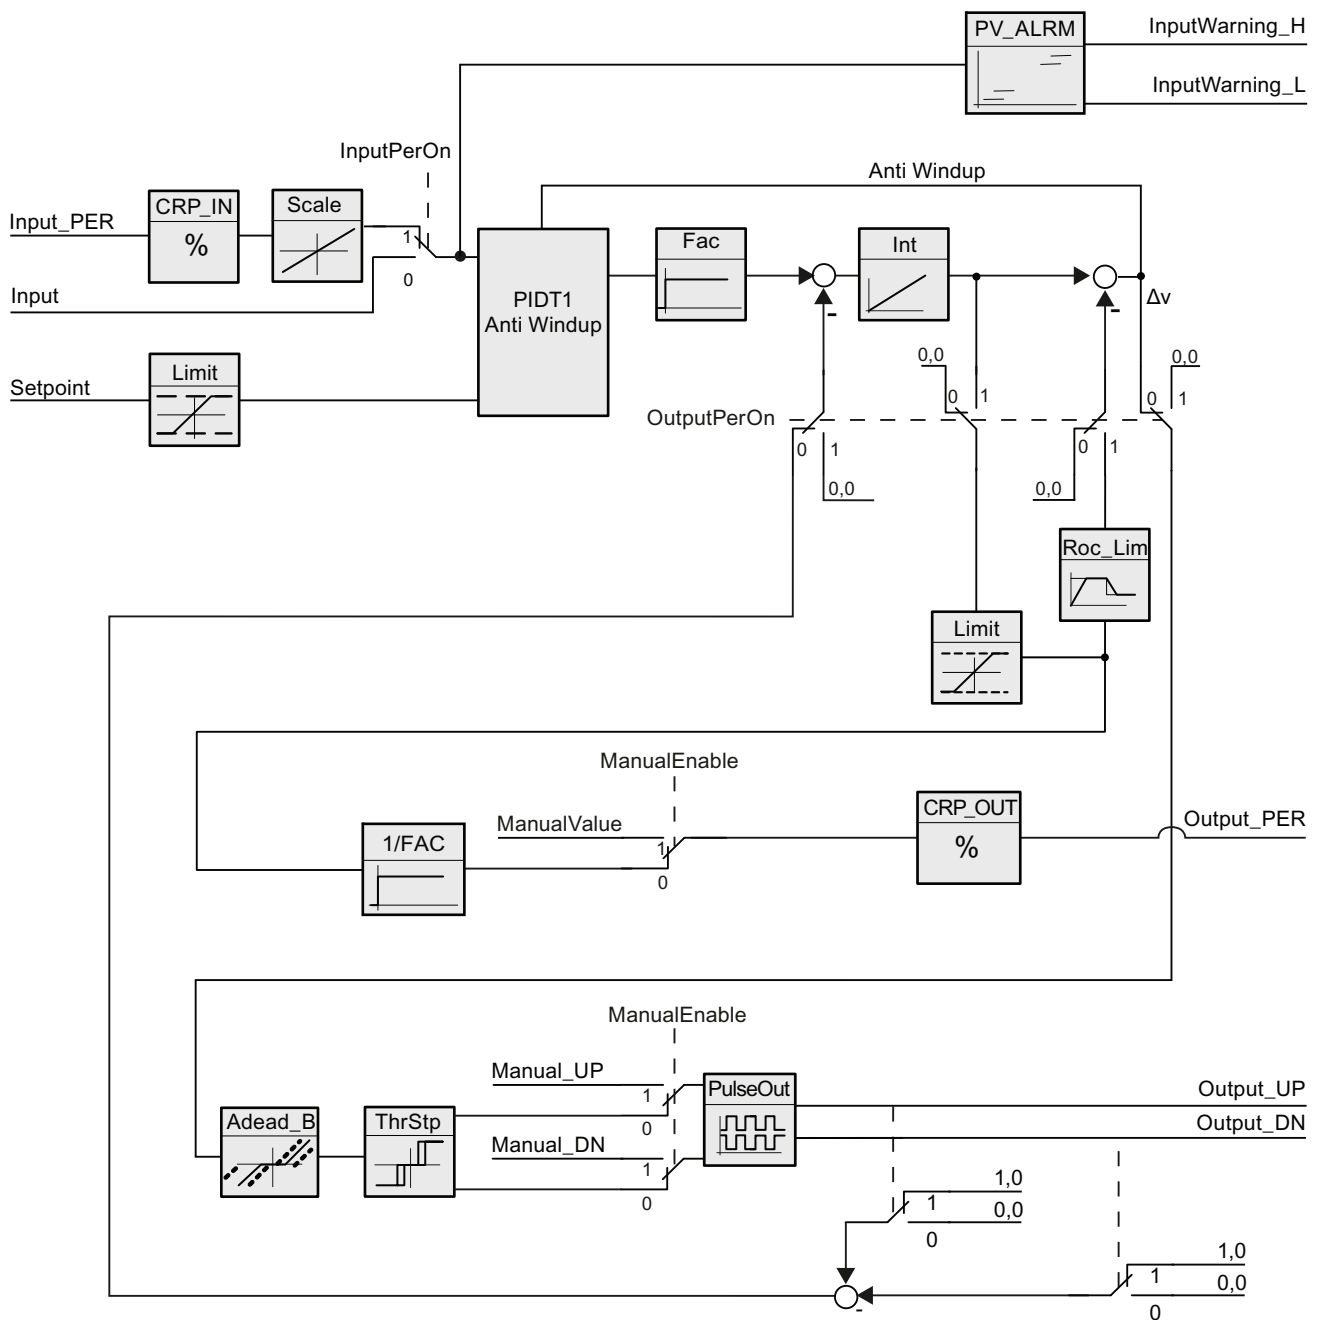 PV_ALRM
InputWarning_H
InputWarning_L
InputPerOn
Anti Windup
Input_PER
CRP_IN
%
Scale
1
0
Input
PIDT1
Anti Windup
Fac
Int
-
-
Δv
Setpoint
Limit
0,0
0,0
OutputPerOn
0
1
0
1
0
1
0
1
0,0
0,0
Roc_Lim
Limit
ManualEnable
ManualValue
1
0
1/FAC
CRP_OUT
%
Output_PER
ManualEnable
Manual_UP
1
0
Manual_DN
1
0
Adead_B
ThrStp
PulseOut
Output_UP
Output_DN
1,0
1
0,0
0
1,0
1
0,0
0
-